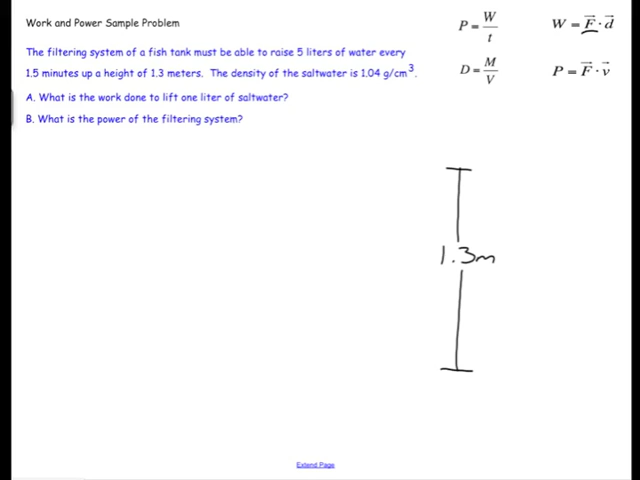 Work and Power Sample Problem
P = W/t
W = F⃗ · d⃗
The filtering system of a fish tank must be able to raise 5 liters of water every
1.5 minutes up a height of 1.3 meters. The density of the saltwater is 1.04 g/cm³.
D = M/V
P = F⃗ · v⃗
A. What is the work done to lift one liter of saltwater?
B. What is the power of the filtering system?
1.3m
Extend Page